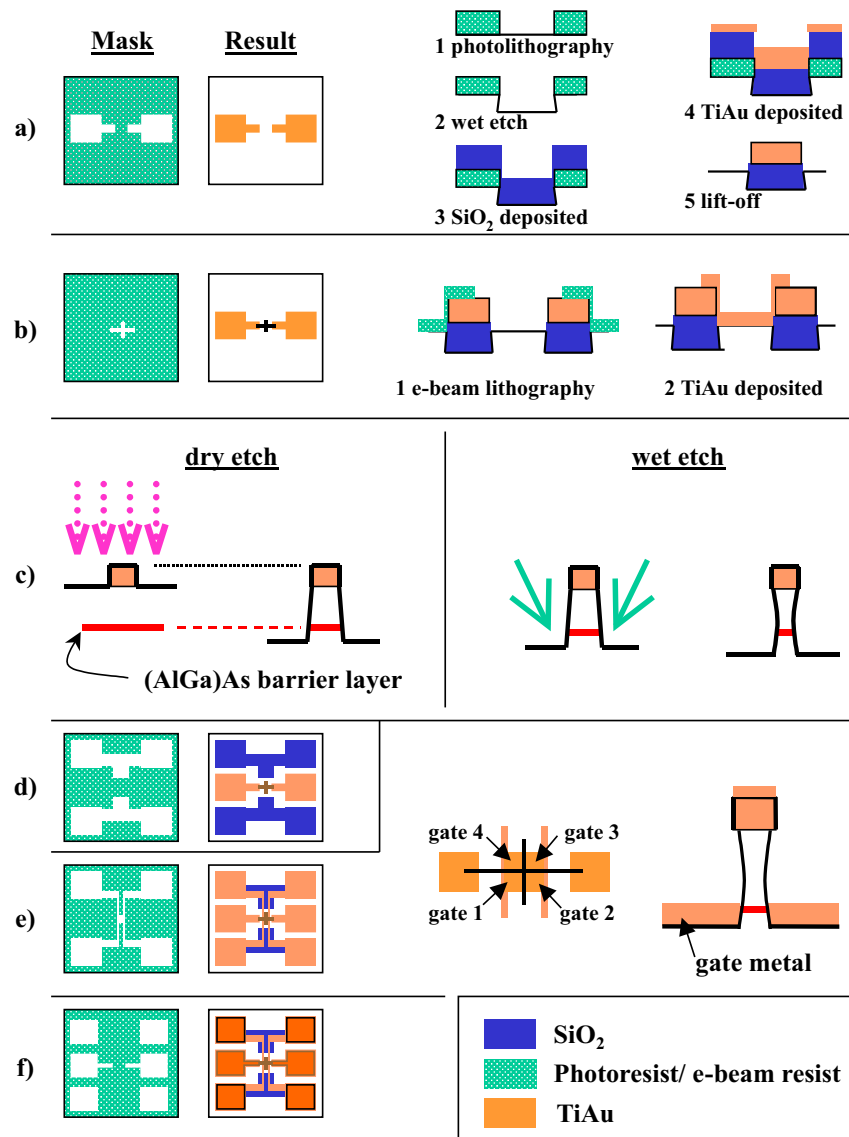 Mask
Result
a)
1 photolithography
2 wet etch
3 SiO₂ deposited
4 TiAu deposited
5 lift-off
b)
1 e-beam lithography
2 TiAu deposited
c)
dry etch
(AlGa)As barrier layer
wet etch
d)
e)
gate 4
gate 3
gate 1
gate 2
gate metal
f)
SiO₂
Photoresist/ e-beam resist
TiAu